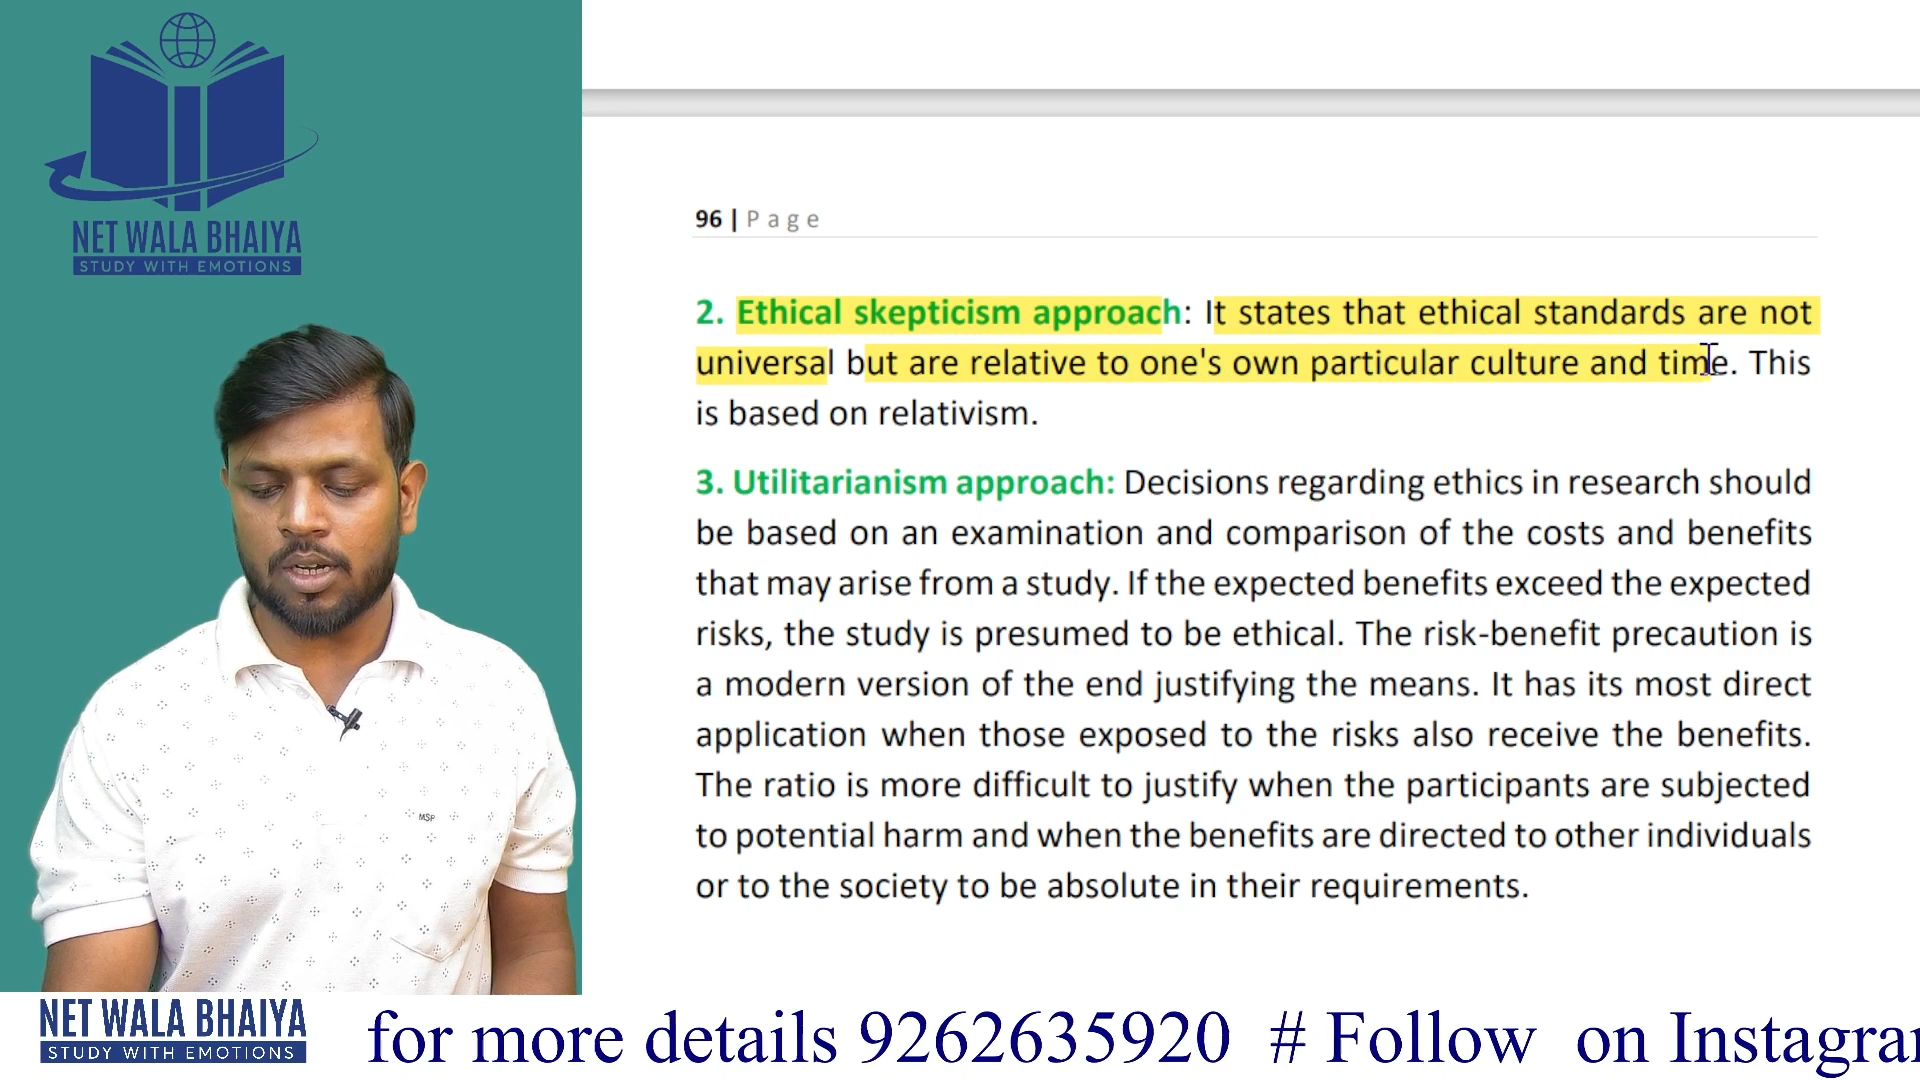 NET WALA BHAIYA
STUDY WITH EMOTIONS
96 | Page
2. Ethical skepticism approach: It states that ethical standards are not
universal but are relative to one's own particular culture and time. This
is based on relativism.
3. Utilitarianism approach: Decisions regarding ethics in research should
be based on an examination and comparison of the costs and benefits
that may arise from a study. If the expected benefits exceed the expected
risks, the study is presumed to be ethical. The risk-benefit precaution is
a modern version of the end justifying the means. It has its most direct
application when those exposed to the risks also receive the benefits.
The ratio is more difficult to justify when the participants are subjected
to potential harm and when the benefits are directed to other individuals
or to the society to be absolute in their requirements.
MSP
NET WALA BHAIYA
STUDY WITH EMOTIONS
for more details 9262635920 # Follow on Instagra